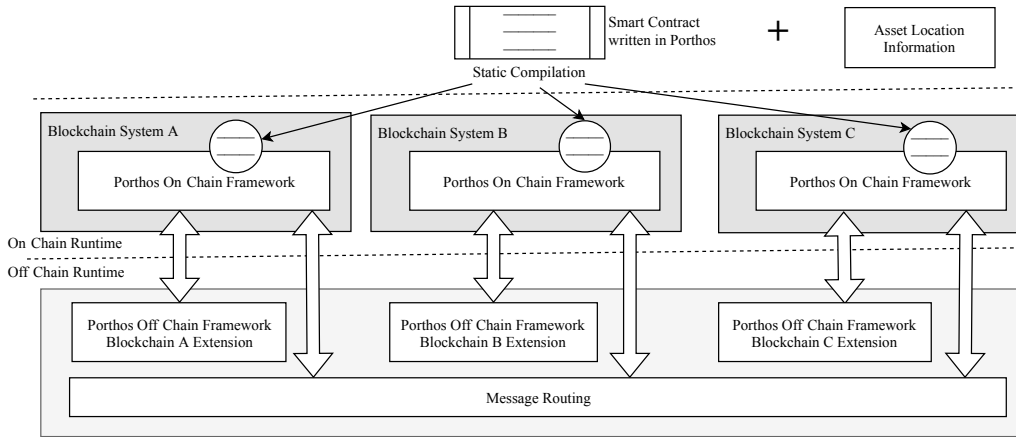 Smart Contract
written in Porthos
+
Asset Location
Information
Static Compilation
Blockchain System A
Porthos On Chain Framework
Blockchain System B
Porthos On Chain Framework
Blockchain System C
Porthos On Chain Framework
On Chain Runtime
Off Chain Runtime
Porthos Off Chain Framework
Blockchain A Extension
Porthos Off Chain Framework
Blockchain B Extension
Porthos Off Chain Framework
Blockchain C Extension
Message Routing